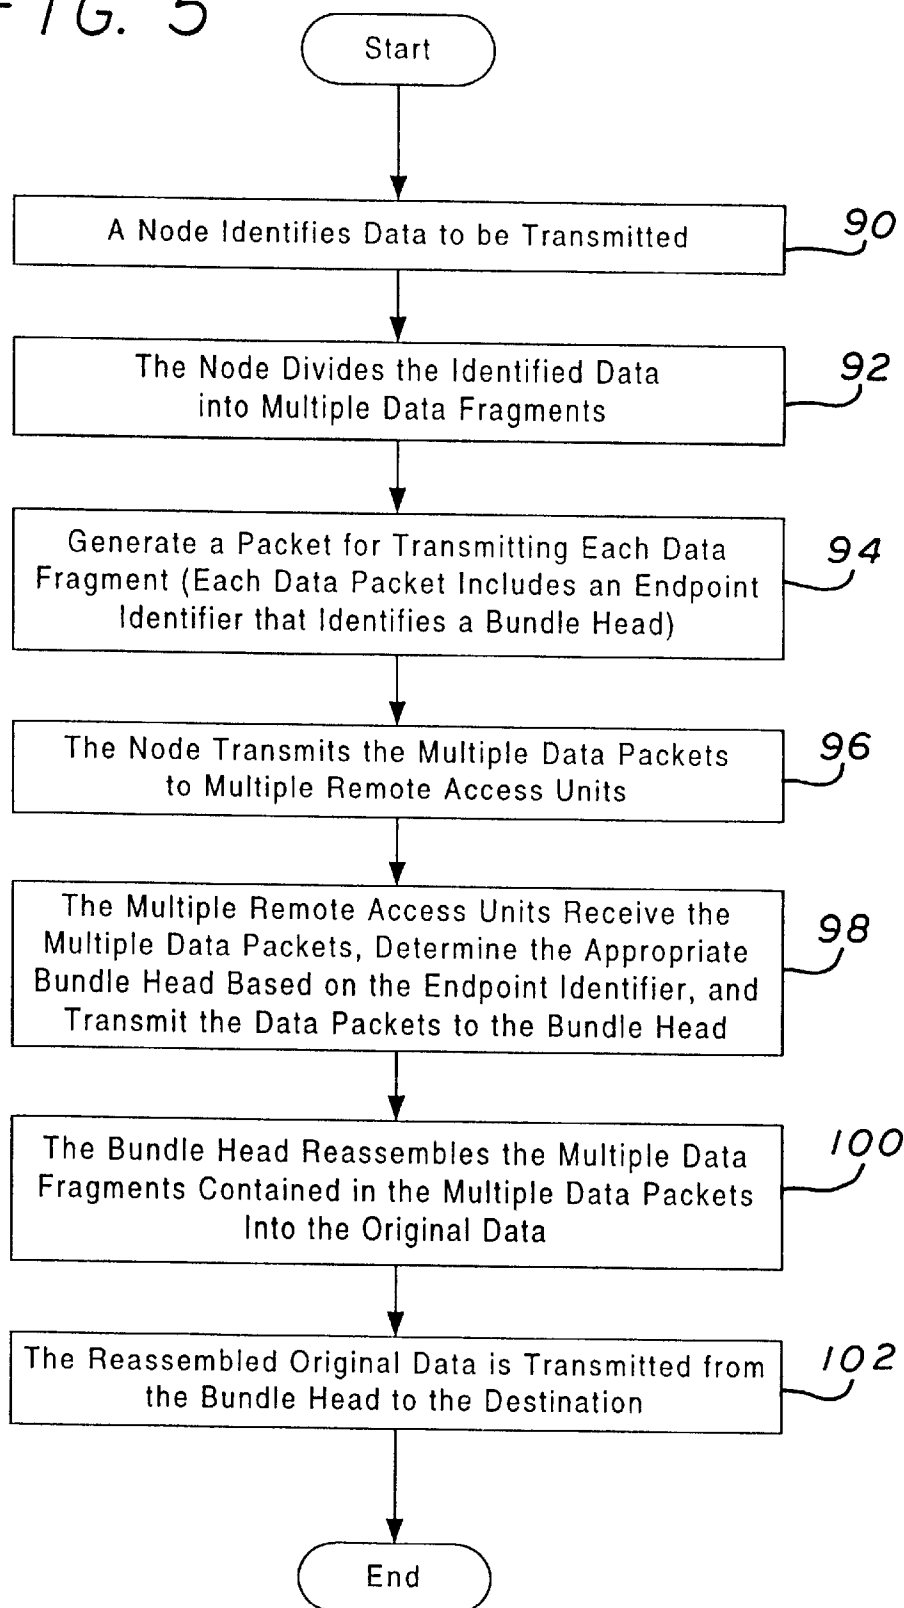 FIG. 5
Start
A Node Identifies Data to be Transmitted
90
The Node Divides the Identified Data
into Multiple Data Fragments
92
Generate a Packet for Transmitting Each Data
Fragment (Each Data Packet Includes an Endpoint
Identifier that Identifies a Bundle Head)
94
The Node Transmits the Multiple Data Packets
to Multiple Remote Access Units
96
The Multiple Remote Access Units Receive the
Multiple Data Packets, Determine the Appropriate
Bundle Head Based on the Endpoint Identifier, and
Transmit the Data Packets to the Bundle Head
98
The Bundle Head Reassembles the Multiple Data
Fragments Contained in the Multiple Data Packets
Into the Original Data
100
The Reassembled Original Data is Transmitted from
the Bundle Head to the Destination
102
End